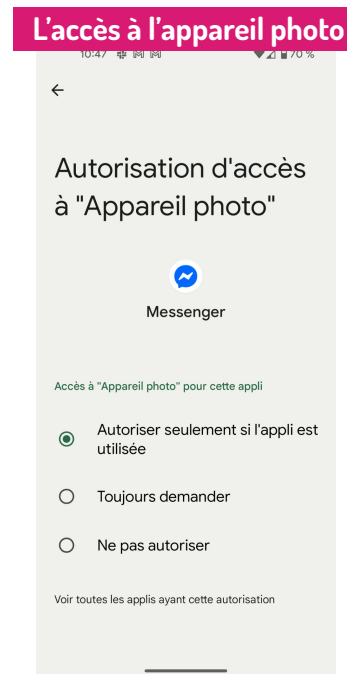 L'accès à l'appareil photo
10:47 70 %
Autorisation d'accès
à "Appareil photo"
Messenger
Accès à "Appareil photo" pour cette appli
Autoriser seulement si l'appli est
utilisée
Toujours demander
Ne pas autoriser
Voir toutes les applis ayant cette autorisation